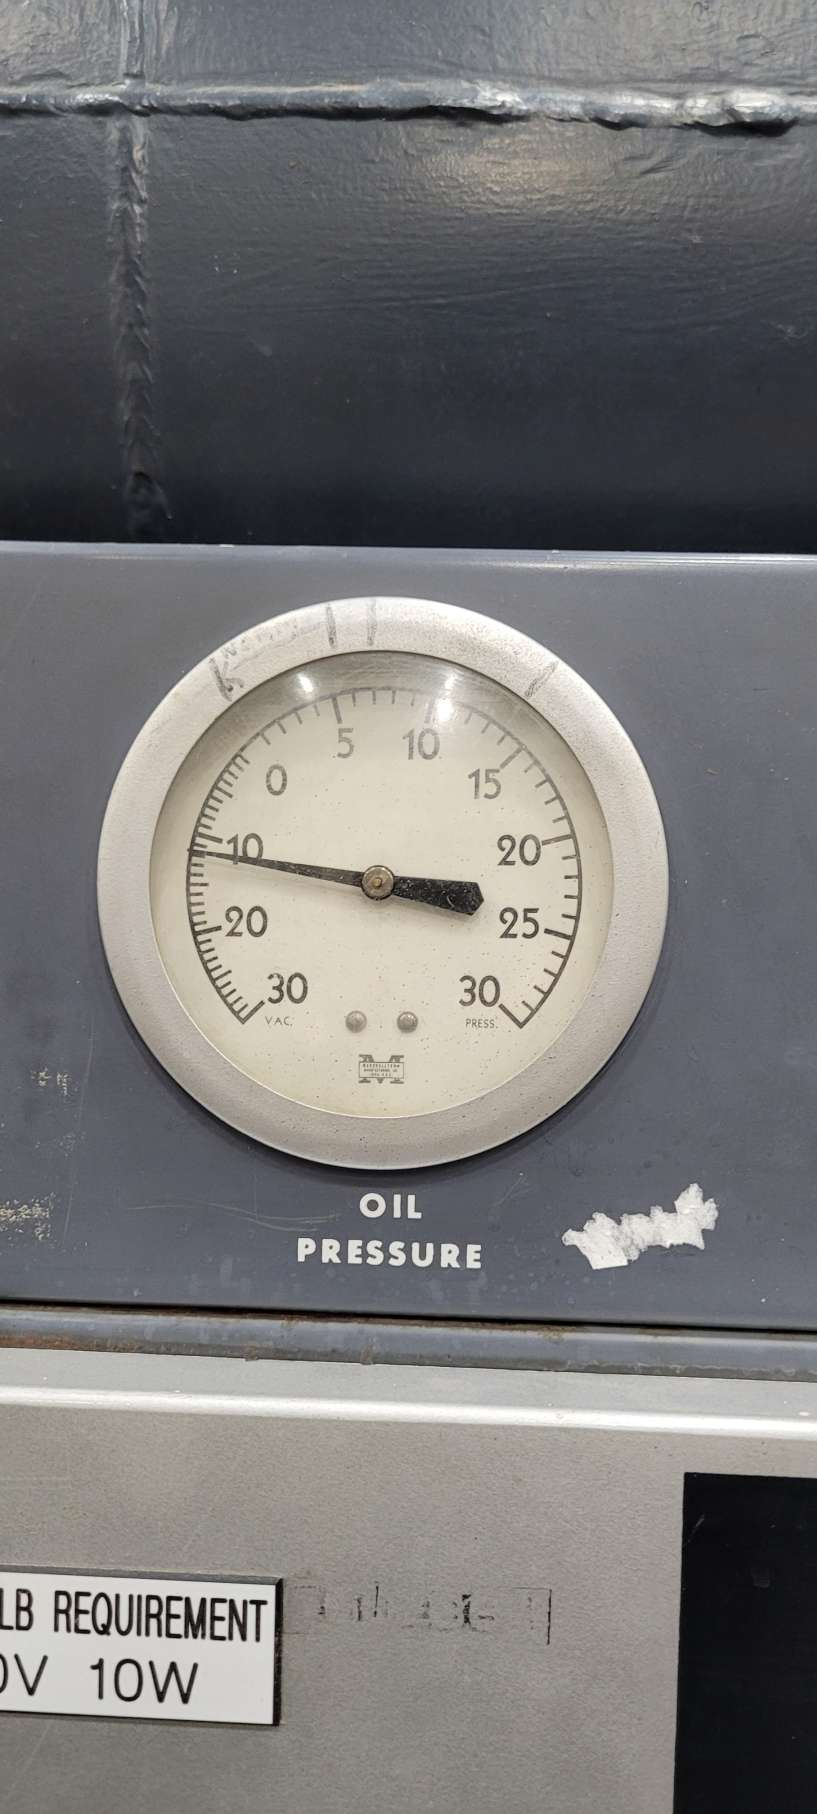 5 10
0 15
10 20
20 25
30 30
VAC. PRESS.
M
OIL
PRESSURE
LB REQUIREMENT
0V 10W